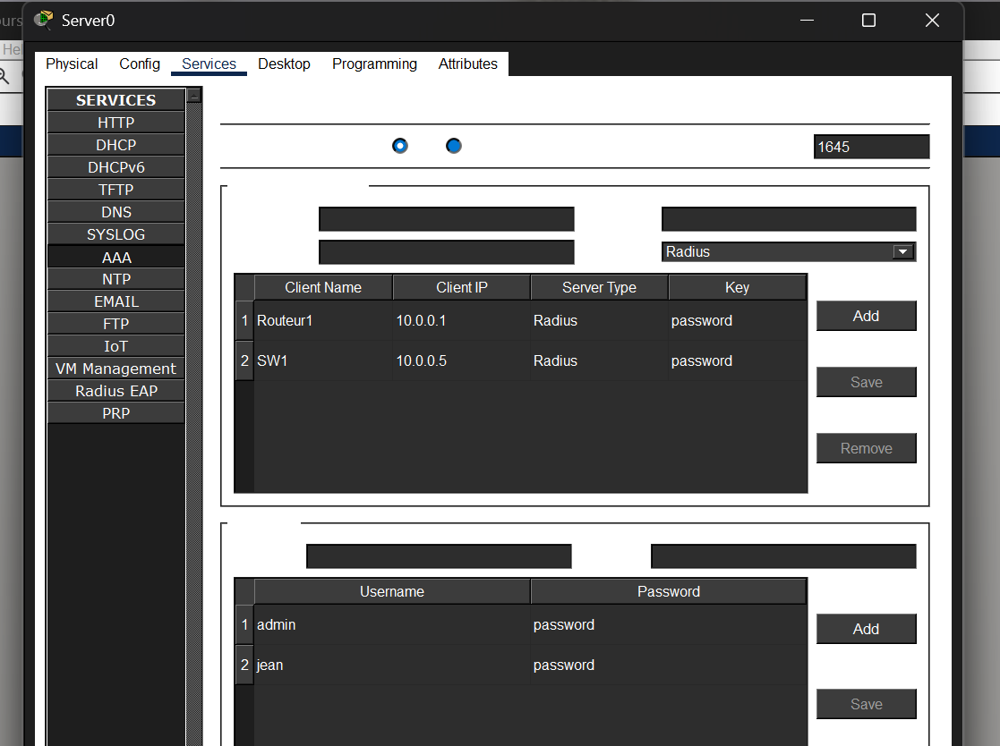 ours
Server0
Hel
Physical Config Services Desktop Programming Attributes
SERVICES
HTTP
DHCP
DHCPv6
TFTP
DNS
SYSLOG
AAA
NTP
EMAIL
FTP
IoT
VM Management
Radius EAP
PRP
1645
Radius
Client Name Client IP Server Type Key
1 Routeur1 10.0.0.1 Radius password
2 SW1 10.0.0.5 Radius password
Add
Save
Remove
Username Password
1 admin password
2 jean password
Add
Save